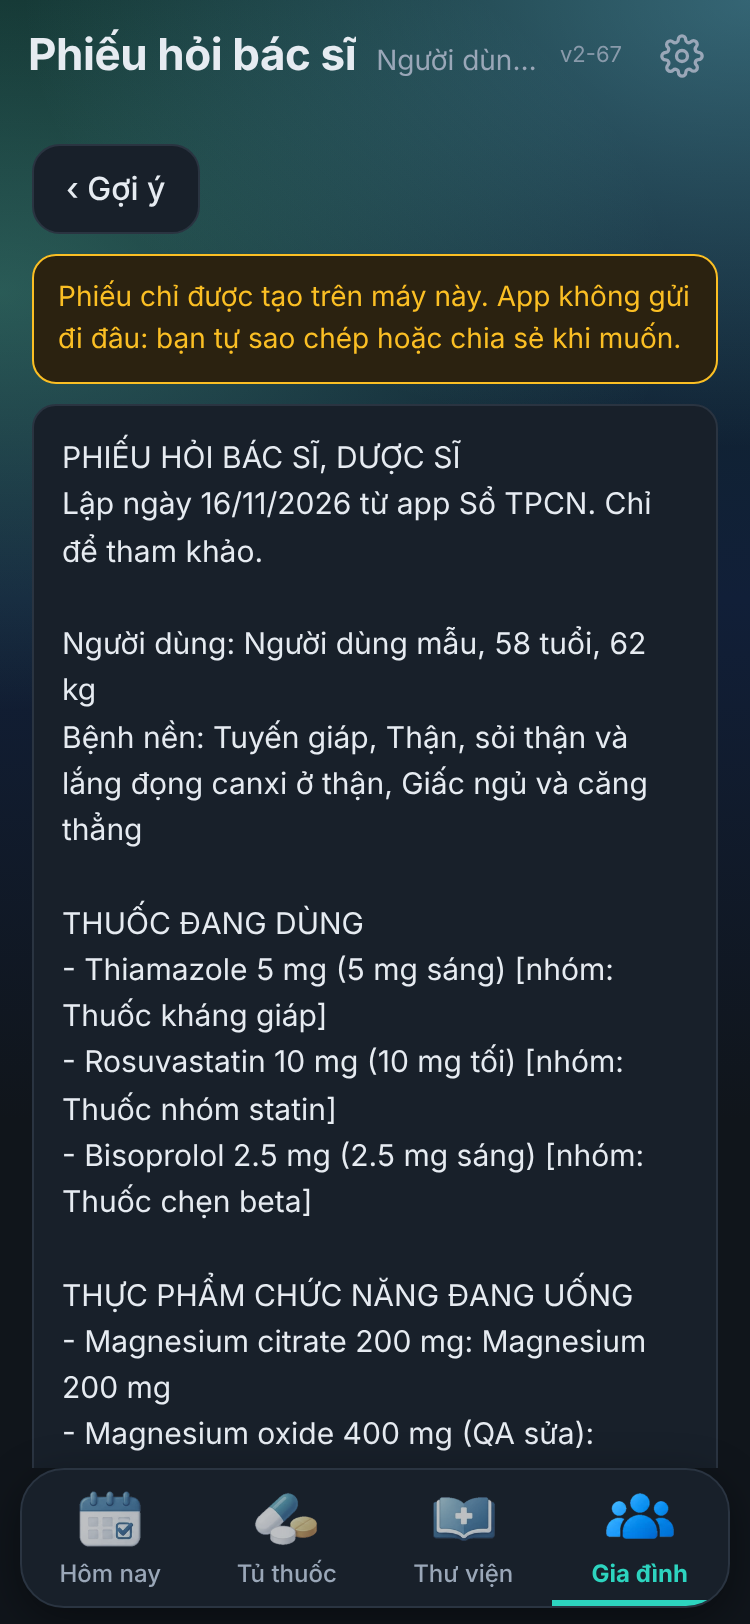 Phiếu hỏi bác sĩ Người dùn... v2-67
‹ Gợi ý
Phiếu chỉ được tạo trên máy này. App không gửi
đi đâu: bạn tự sao chép hoặc chia sẻ khi muốn.
PHIẾU HỎI BÁC SĨ, DƯỢC SĨ
Lập ngày 16/11/2026 từ app Sổ TPCN. Chỉ
để tham khảo.
Người dùng: Người dùng mẫu, 58 tuổi, 62
kg
Bệnh nền: Tuyến giáp, Thận, sỏi thận và
lắng đọng canxi ở thận, Giấc ngủ và căng
thẳng
THUỐC ĐANG DÙNG
- Thiamazole 5 mg (5 mg sáng) [nhóm:
Thuốc kháng giáp]
- Rosuvastatin 10 mg (10 mg tối) [nhóm:
Thuốc nhóm statin]
- Bisoprolol 2.5 mg (2.5 mg sáng) [nhóm:
Thuốc chẹn beta]
THỰC PHẨM CHỨC NĂNG ĐANG UỐNG
- Magnesium citrate 200 mg: Magnesium
200 mg
- Magnesium oxide 400 mg (QA sửa):
Hôm nay Tủ thuốc Thư viện Gia đình